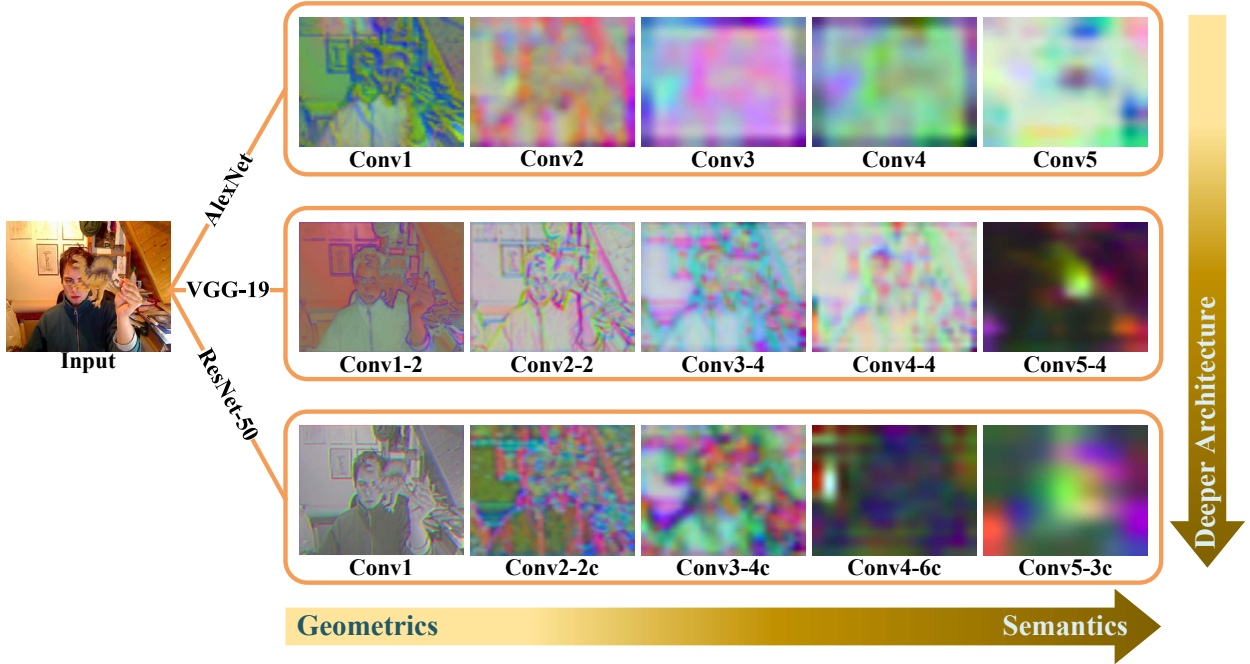 Conv1
Conv2
Conv3
Conv4
Conv5
AlexNet
VGG-19
ResNet-50
Input
Conv1-2
Conv2-2
Conv3-4
Conv4-4
Conv5-4
Conv1
Conv2-2c
Conv3-4c
Conv4-6c
Conv5-3c
Deeper Architecture
Geometrics
Semantics